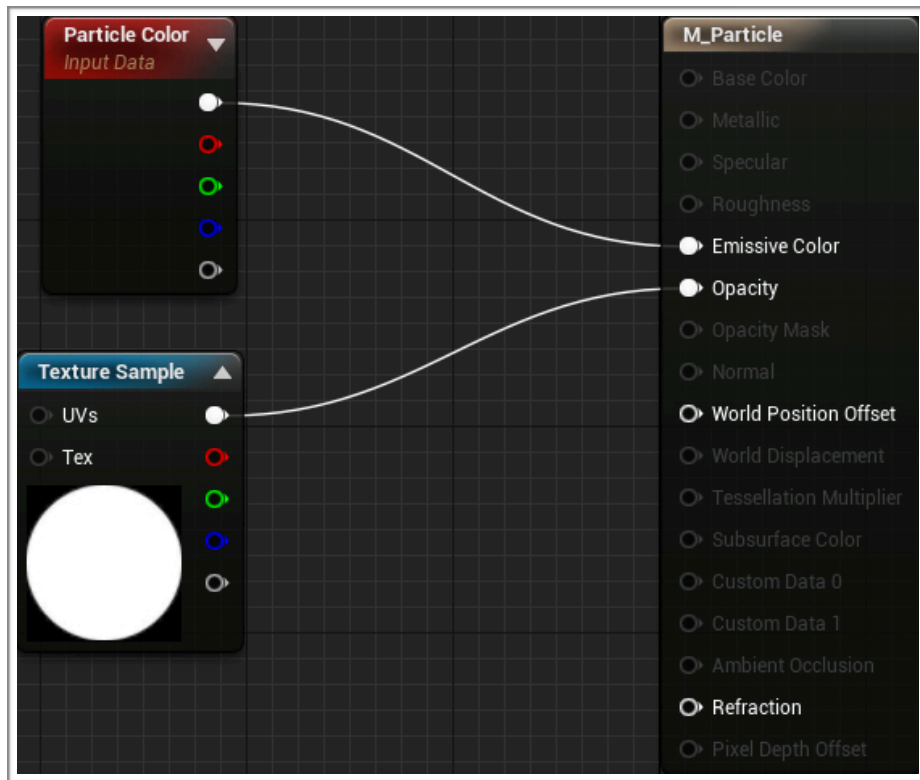 Particle Color
Input Data
Texture Sample
UVs
Tex
M_Particle
Base Color
Metallic
Specular
Roughness
Emissive Color
Opacity
Opacity Mask
Normal
World Position Offset
World Displacement
Tessellation Multiplier
Subsurface Color
Custom Data 0
Custom Data 1
Ambient Occlusion
Refraction
Pixel Depth Offset